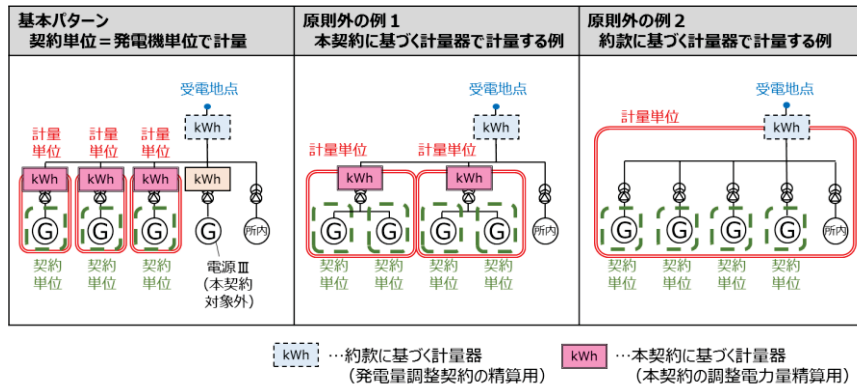 基本パターン
契約単位＝発電機単位で計量
受電地点
kWh
計量
単位
計量
単位
計量
単位
kWh
kWh
kWh
kWh
G
G
G
G
所内
契約
単位
契約
単位
契約
単位
電源Ⅲ
（本契約
対象外）
原則外の例１
本契約に基づく計量器で計量する例
受電地点
kWh
計量単位
計量単位
kWh
kWh
G
G
G
G
所内
契約
単位
契約
単位
契約
単位
契約
単位
原則外の例２
約款に基づく計量器で計量する例
受電地点
計量単位
kWh
G
G
G
G
所内
契約
単位
契約
単位
契約
単位
契約
単位
kWh …約款に基づく計量器
（発電量調整契約の精算用）
kWh …本契約に基づく計量器
（本契約の調整電力量精算用）